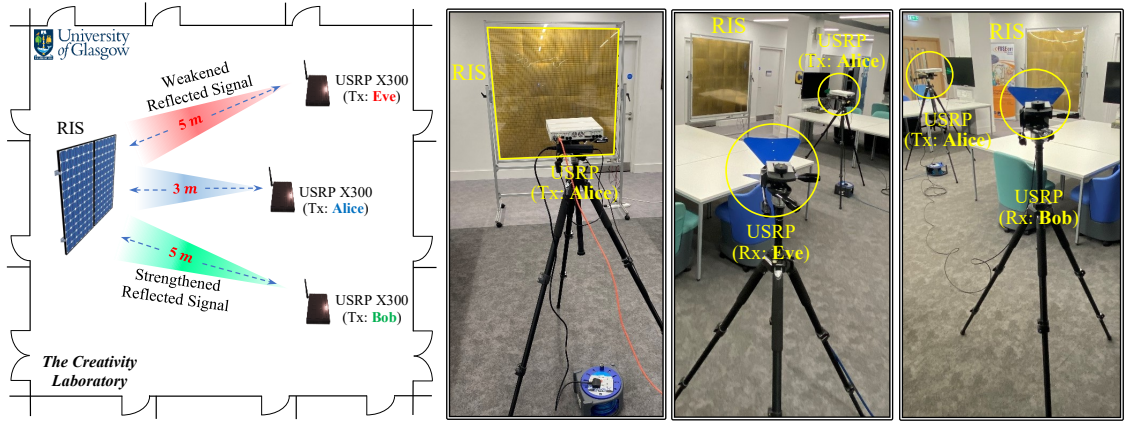 University
of Glasgow
Weakened
Reflected Signal
5 m
USRP X300
(Tx: Eve)
RIS
3 m
USRP X300
(Tx: Alice)
5 m
Strengthened
Reflected Signal
USRP X300
(Tx: Bob)
The Creativity
Laboratory
RIS
USRP
(Tx: Alice)
RIS
USRP
(Tx: Alice)
USRP
(Rx: Eve)
RIS
USRP
(Tx: Alice)
USRP
(Rx: Bob)